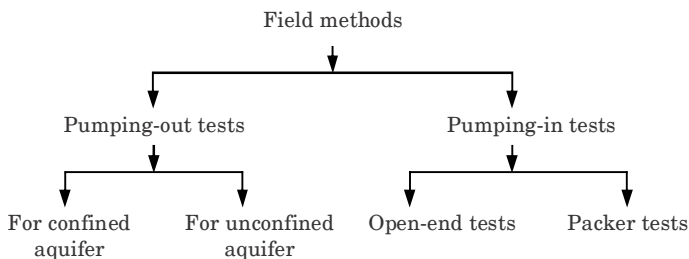 Field methods
Pumping-out tests
Pumping-in tests
For confined
aquifer
For unconfined
aquifer
Open-end tests
Packer tests